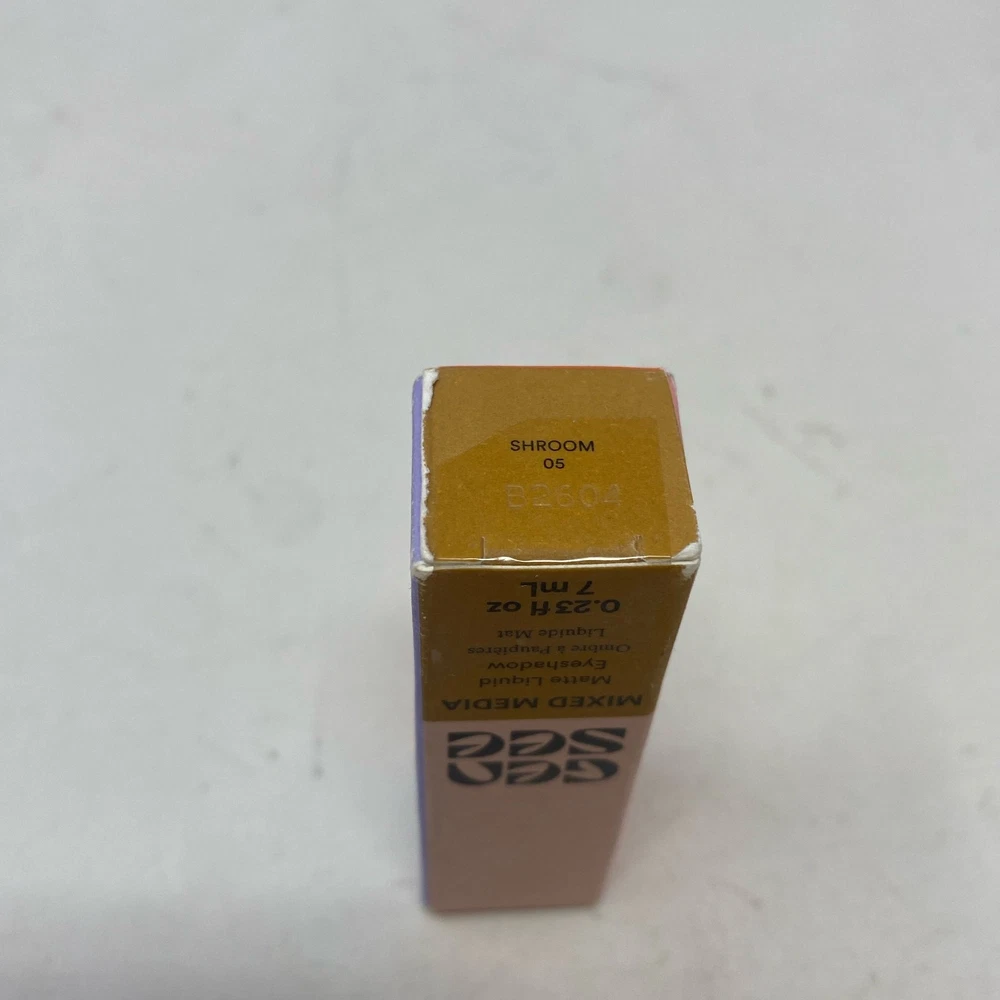 SHROOM
05
B2604
GEN
SEE
MIXED MEDIA
Matte Liquid
Eyeshadow
Ombre à Paupières
Liquide Mat
0.23 fl oz
7 mL